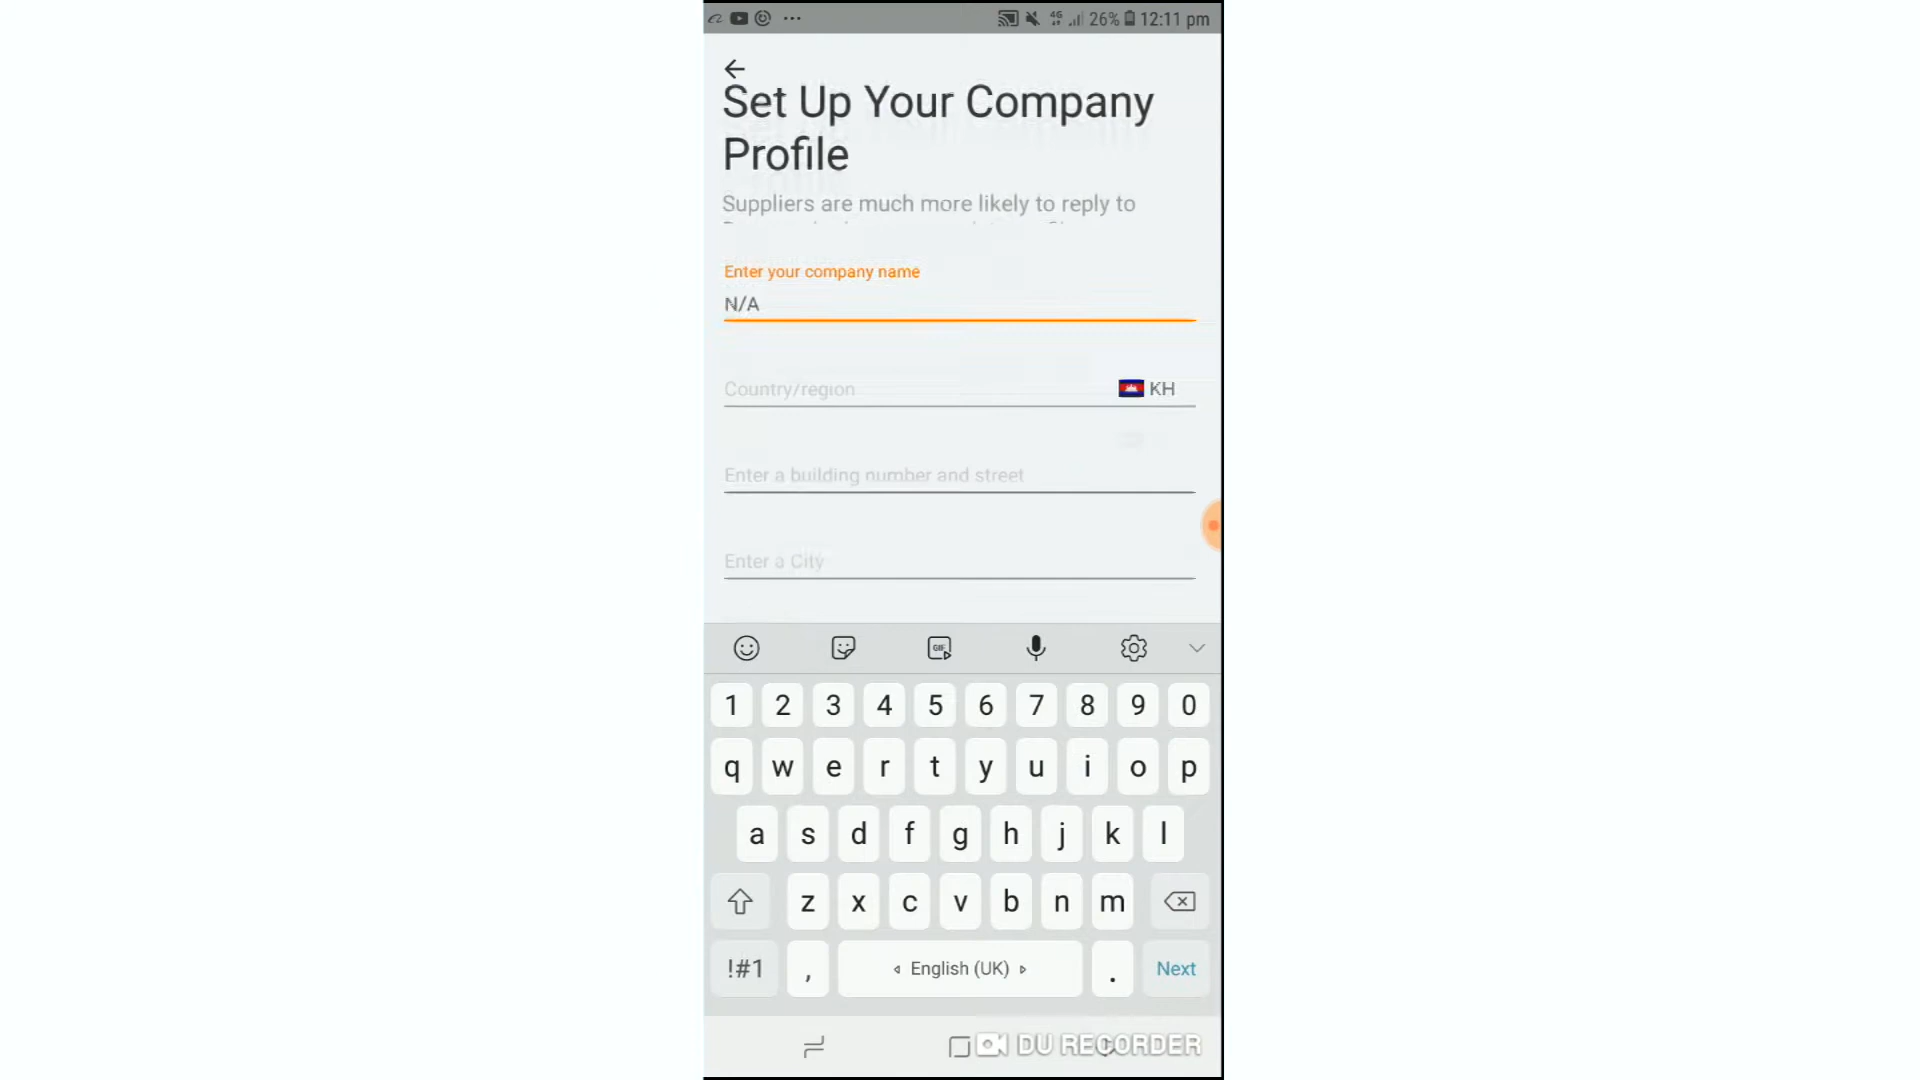 26% 12:11 pm
Set Up Your Company
Profile
Suppliers are much more likely to reply to
Enter your company name
N/A
Country/region KH
Enter a building number and street
Enter a City
GIF
1 2 3 4 5 6 7 8 9 0
q w e r t y u i o p
a s d f g h j k l
z x c v b n m
!#1 , English (UK) . Next
DU RECORDER